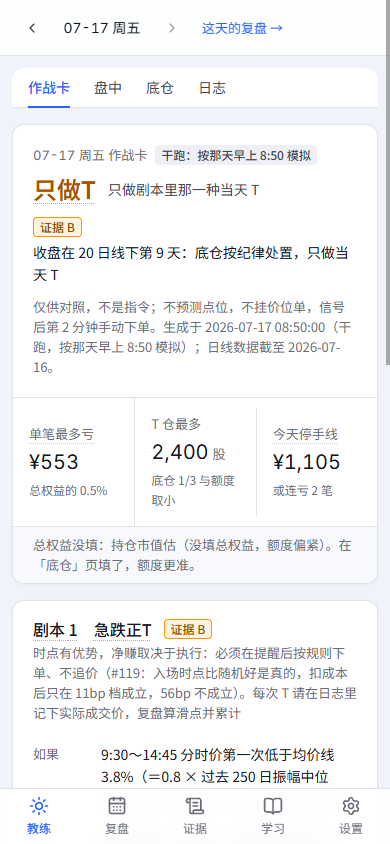 07-17 周五
这天的复盘 →
作战卡 盘中 底仓 日志
07-17 周五 作战卡 干跑：按那天早上 8:50 模拟
只做T 只做剧本里那一种当天 T
证据 B
收盘在 20 日线下第 9 天：底仓按纪律处置，只做当
天 T
仅供对照，不是指令；不预测点位，不挂价位单，信号
后第 2 分钟手动下单。生成于 2026-07-17 08:50:00（干
跑，按那天早上 8:50 模拟）；日线数据截至 2026-07-
16。
单笔最多亏
¥553
总权益的 0.5%
T 仓最多
2,400 股
底仓 1/3 与额度
取小
今天停手线
¥1,105
或连亏 2 笔
总权益没填：持仓市值估（没填总权益，额度偏紧）。在
「底仓」页填了，额度更准。
剧本 1 急跌正T 证据 B
时点有优势，净赚取决于执行：必须在提醒后按规则下
单、不追价（#119：入场时点比随机好是真的，扣成本
后只在 11bp 档成立，56bp 不成立）。每次 T 请在日志里
记下实际成交价，复盘算滑点并累计
如果 9:30～14:45 分时价第一次低于均价线
3.8%（＝0.8 × 过去 250 日振幅中位
教练 复盘 证据 学习 设置